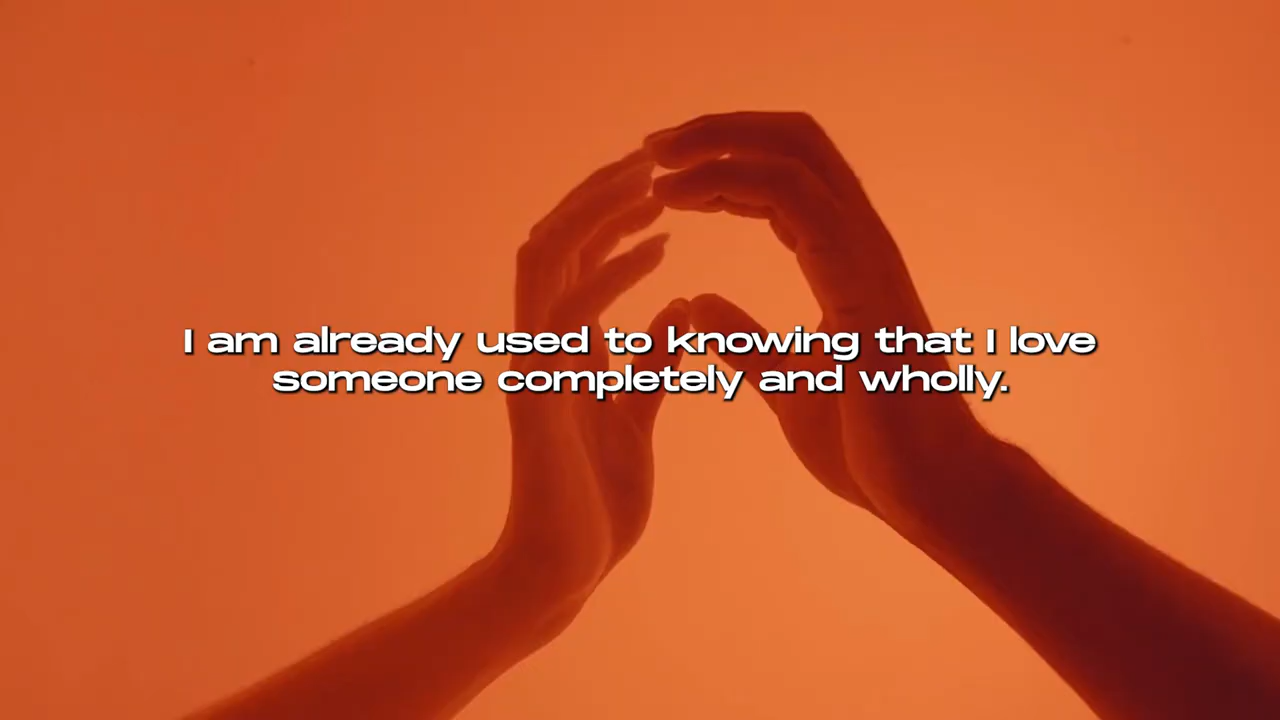 I am already used to knowing that I love
someone completely and wholly.